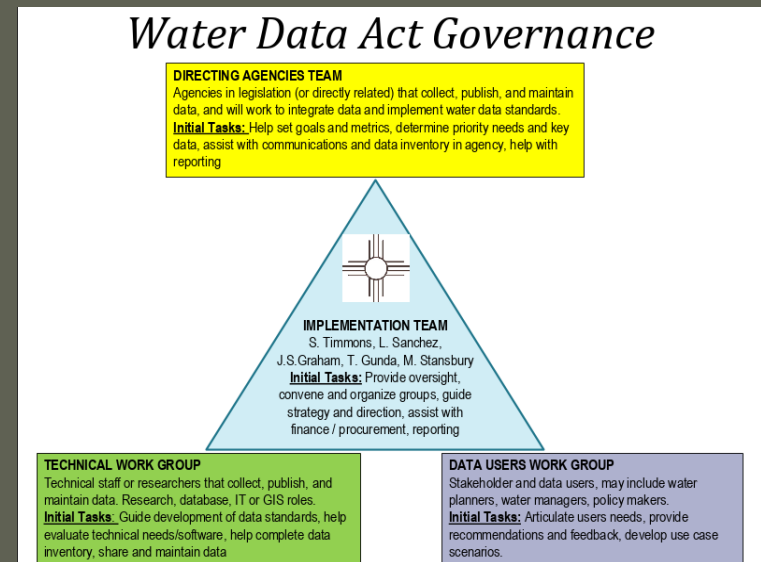 Water Data Act Governance
DIRECTING AGENCIES TEAM
Agencies in legislation (or directly related) that collect, publish, and maintain
data, and will work to integrate data and implement water data standards.
Initial Tasks: Help set goals and metrics, determine priority needs and key
data, assist with communications and data inventory in agency, help with
reporting
IMPLEMENTATION TEAM
S. Timmons, L. Sanchez,
J.S.Graham, T. Gunda, M. Stansbury
Initial Tasks: Provide oversight,
convene and organize groups, guide
strategy and direction, assist with
finance / procurement, reporting
TECHNICAL WORK GROUP
Technical staff or researchers that collect, publish, and
maintain data. Research, database, IT or GIS roles.
Initial Tasks: Guide development of data standards, help
evaluate technical needs/software, help complete data
inventory, share and maintain data
DATA USERS WORK GROUP
Stakeholder and data users, may include water
planners, water managers, policy makers.
Initial Tasks: Articulate users needs, provide
recommendations and feedback, develop use case
scenarios.